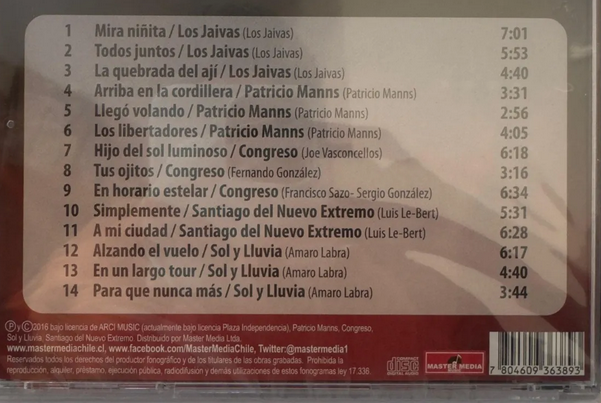 1 Mira niñita / Los Jaivas (Los Jaivas) 7:01
2 Todos juntos / Los Jaivas (Los Jaivas) 5:53
3 La quebrada del ají / Los Jaivas (Los Jaivas) 4:40
4 Arriba en la cordillera / Patricio Manns (Patricio Manns) 3:31
5 Llegó volando / Patricio Manns (Patricio Manns) 2:56
6 Los libertadores / Patricio Manns (Patricio Manns) 4:05
7 Hijo del sol luminoso / Congreso (Joe Vasconcellos) 6:18
8 Tus ojitos / Congreso (Fernando González) 3:16
9 En horario estelar / Congreso (Francisco Sazo- Sergio González) 6:34
10 Simplemente / Santiago del Nuevo Extremo (Luis Le-Bert) 5:31
11 A mi ciudad / Santiago del Nuevo Extremo (Luis Le-Bert) 6:28
12 Alzando el vuelo / Sol y Lluvia (Amaro Labra) 6:17
13 En un largo tour / Sol y Lluvia (Amaro Labra) 4:40
14 Para que nunca más / Sol y Lluvia (Amaro Labra) 3:44
Ⓟ y © 2016 bajo licencia de ARCI MUSIC (actualmente bajo licencia Plaza Independencia), Patricio Manns, Congreso,
Sol y Lluvia, Santiago del Nuevo Extremo. Distribuido por Master Media Ltda.
www.mastermediachile.cl, www.facebook.com/MasterMediaChile, Twitter:@mastermedia1
Reservados todos los derechos del productor fonográfico y de los titulares de las obras grabadas. Prohibida la
reproducción, alquiler, préstamo, ejecución pública, radiodifusión y demás utilizaciones de estos fonogramas ley 17.336.
COMPACT disc DIGITAL AUDIO
MASTER MEDIA
7 804609 363893